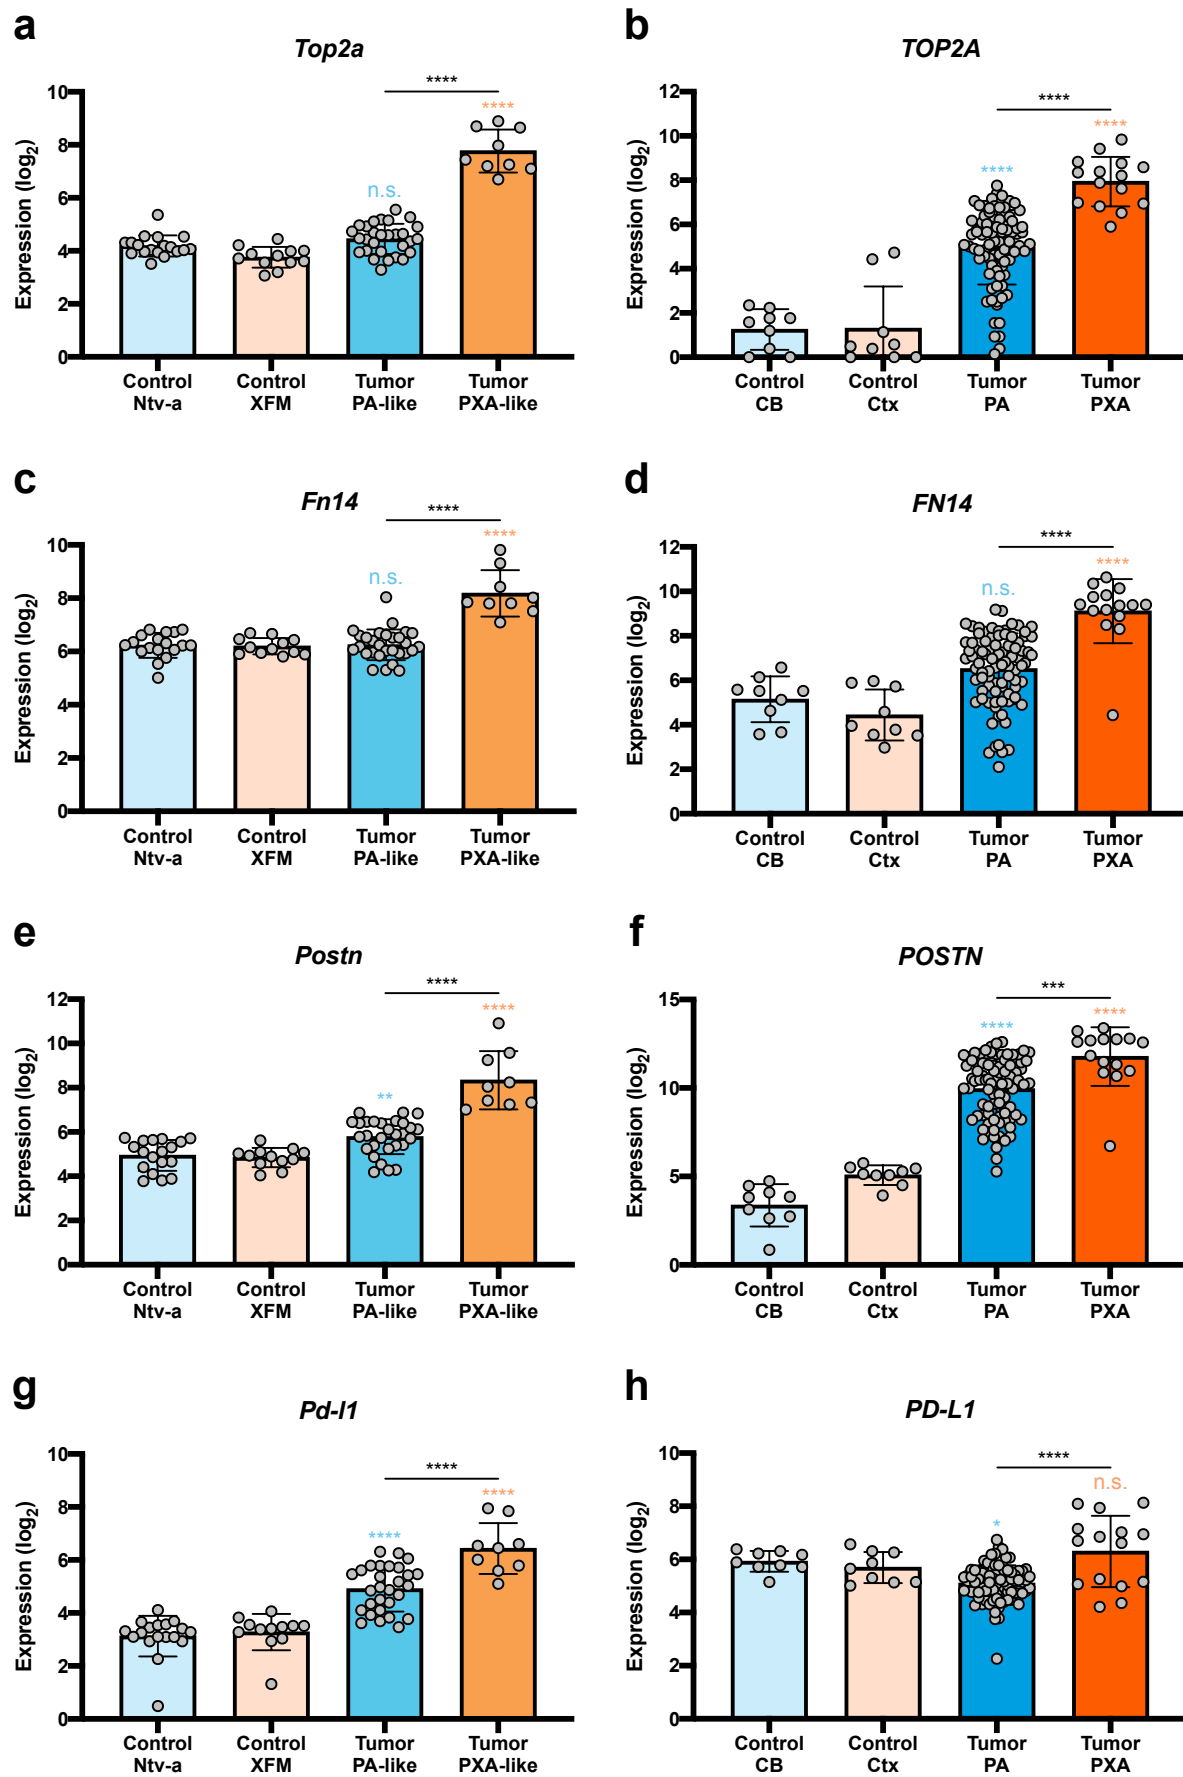 a
Top2a
****
****
n.s.
Expression (log2)
10
8
6
4
2
0
Control Ntv-a
Control XFM
Tumor PA-like
Tumor PXA-like
b
TOP2A
****
****
****
Expression (log2)
12
10
8
6
4
2
0
Control CB
Control Ctx
Tumor PA
Tumor PXA
c
Fn14
****
****
n.s.
Expression (log2)
10
8
6
4
2
0
Control Ntv-a
Control XFM
Tumor PA-like
Tumor PXA-like
d
FN14
****
****
n.s.
Expression (log2)
12
10
8
6
4
2
0
Control CB
Control Ctx
Tumor PA
Tumor PXA
e
Postn
****
****
**
Expression (log2)
12
10
8
6
4
2
0
Control Ntv-a
Control XFM
Tumor PA-like
Tumor PXA-like
f
POSTN
***
****
****
Expression (log2)
15
10
5
0
Control CB
Control Ctx
Tumor PA
Tumor PXA
g
Pd-l1
****
****
****
Expression (log2)
10
8
6
4
2
0
Control Ntv-a
Control XFM
Tumor PA-like
Tumor PXA-like
h
PD-L1
****
n.s.
*
Expression (log2)
10
8
6
4
2
0
Control CB
Control Ctx
Tumor PA
Tumor PXA